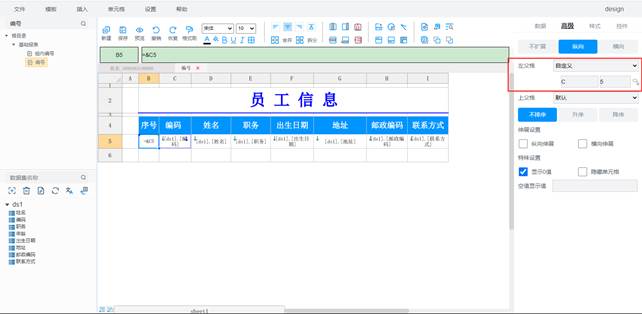 文件 模板 插入 单元格 设置 帮助 design
编号
根目录
基础报表
组内编号
编号
新建 保存 预览 撤销 恢复 格式刷
宋体 10
合并 拆分
B5 =&C5
编号
A B C D E F G H I
1
2 员 工 信 息
3
4 序号 编码 姓名 职务 出生日期 地址 邮政编码 联系方式
5 =&C5 [ds1].[编码] [ds1].[姓名] [ds1].[职务] [ds1].[出生日期] [ds1].[地址] [ds1].[邮政编码] [ds1].[联系方式]
6
sheet1
数据集名称
ds1
姓名
编码
职务
年龄
出生日期
地址
邮政编码
联系方式
数据 高级 样式 控件
不扩展 纵向 横向
左父格 自定义
C 5
上父格 默认
不排序 升序 降序
伸展设置
纵向伸展 横向伸展
特殊设置
显示0值 隐藏单元格
空值显示值